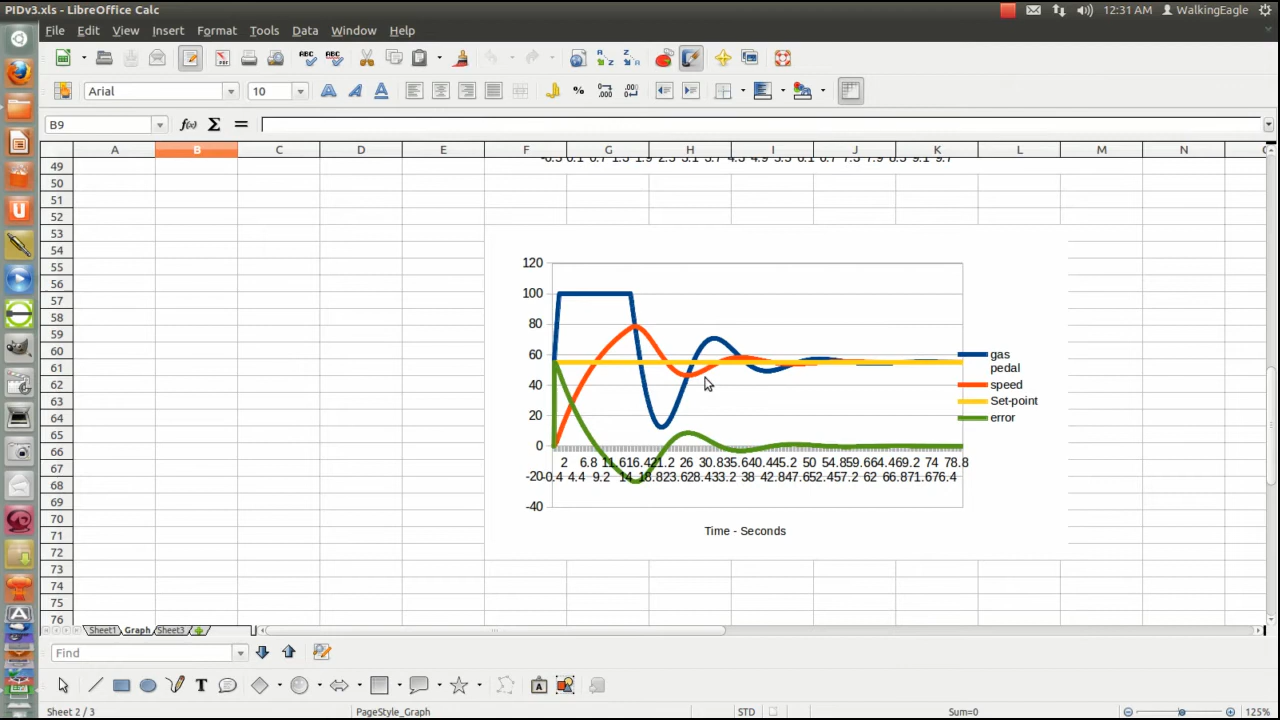 PIDv3.xls - LibreOffice Calc
12:31 AM WalkingEagle
File Edit View Insert Format Tools Data Window Help
Arial 10
B9
A B C D E F G H I J K L M N
49
50
51
52
53
54
55
56
57
58
59
60
61
62
63
64
65
66
67
68
69
70
71
72
73
74
75
76
120
100
80
60
40
20
0
-20
-40
2 6.8 11.6 16.4 21.2 26 30.8 35.6 40.4 45.2 50 54.8 59.6 64.4 69.2 74 78.8
-0.4 4.4 9.2 14 18.8 23.6 28.4 33.2 38 42.8 47.6 52.4 57.2 62 66.8 71.6 76.4
Time - Seconds
gas
pedal
speed
Set-point
error
Sheet1 Graph Sheet3
Find
Sheet 2 / 3 PageStyle_Graph STD Sum=0 125%